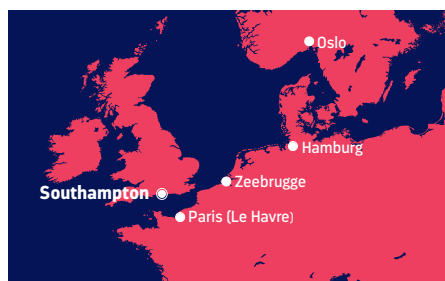 Oslo
Hamburg
Zeebrugge
Southampton
Paris (Le Havre)